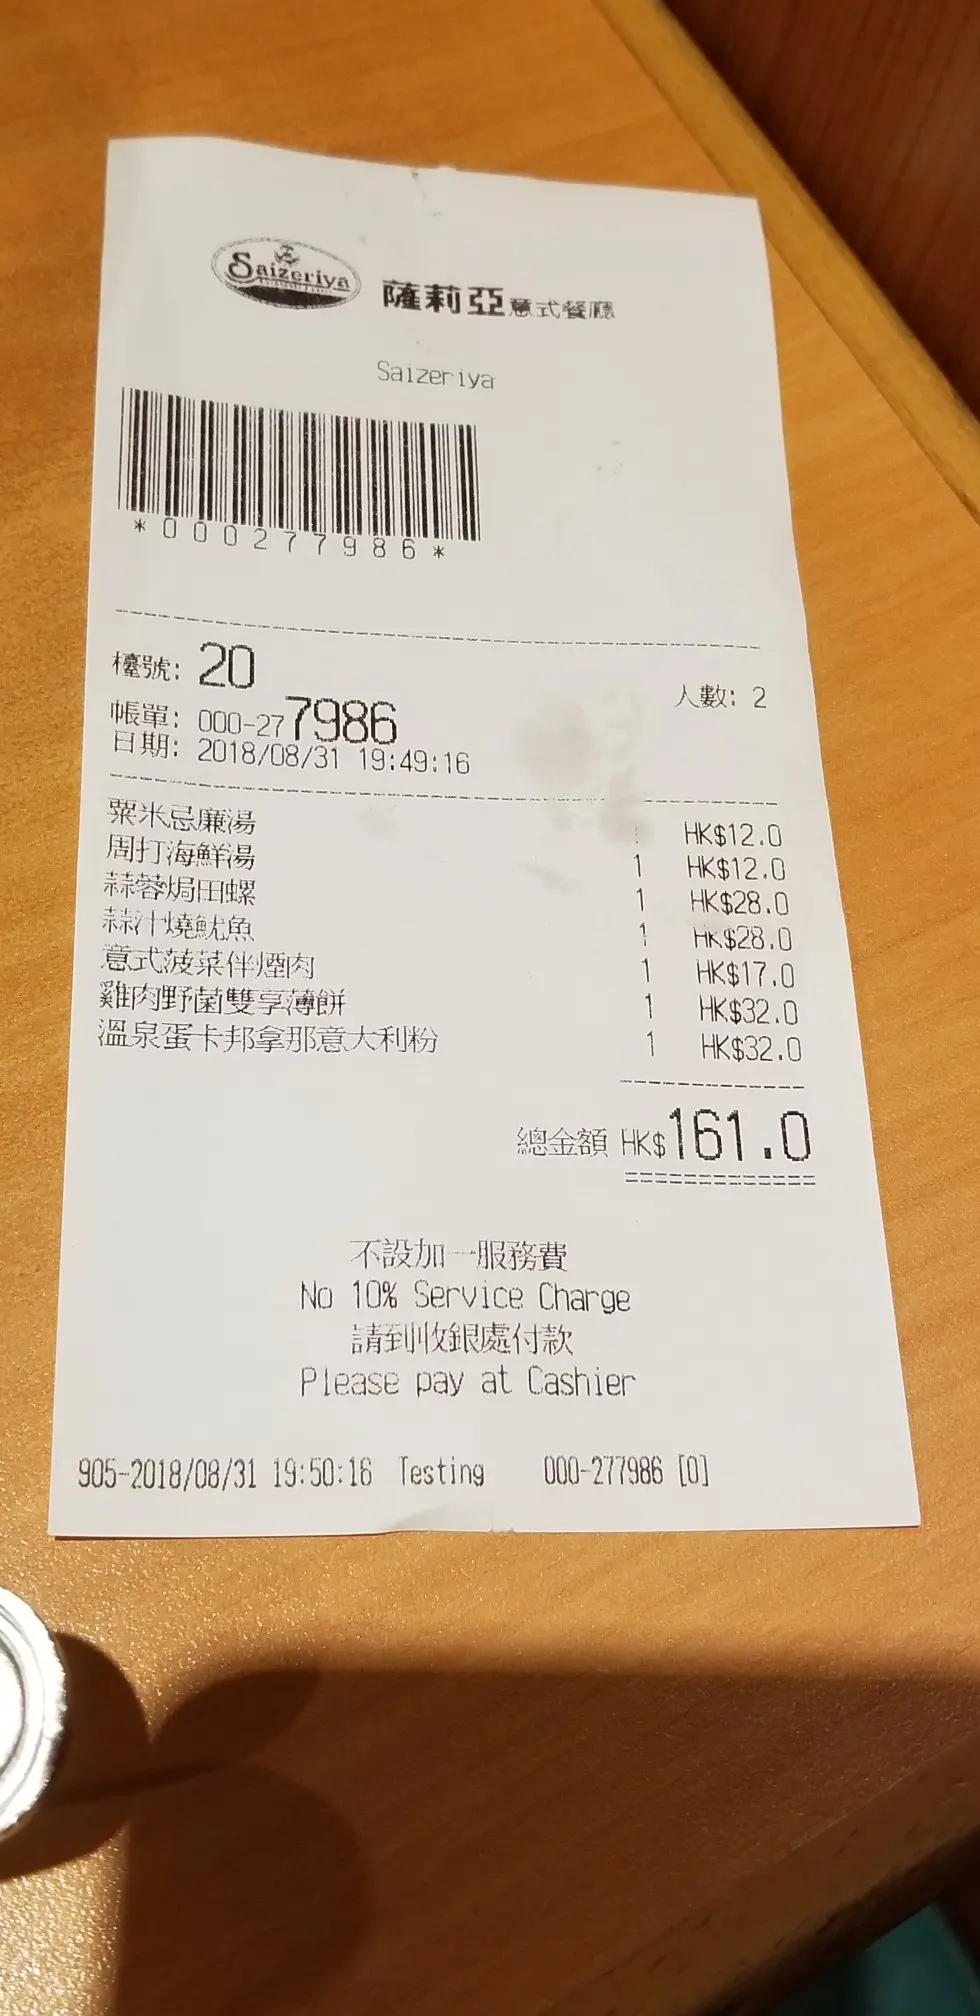 Saizeriya
薩莉亞意式餐廳
Saizeriya
*000277986*
檯號: 20 人數: 2
帳單: 000-277986
日期: 2018/08/31 19:49:16
粟米忌廉湯 1 HK$12.0
周打海鮮湯 1 HK$12.0
蒜蓉焗田螺 1 HK$28.0
蒜汁燒魷魚 1 HK$28.0
意式菠菜伴煙肉 1 HK$17.0
雞肉野菌雙享薄餅 1 HK$32.0
溫泉蛋卡邦拿那意大利粉 1 HK$32.0
總金額 HK$161.0
不設加一服務費
No 10% Service Charge
請到收銀處付款
Please pay at Cashier
905-2018/08/31 19:50:16 Testing 000-277986 [0]